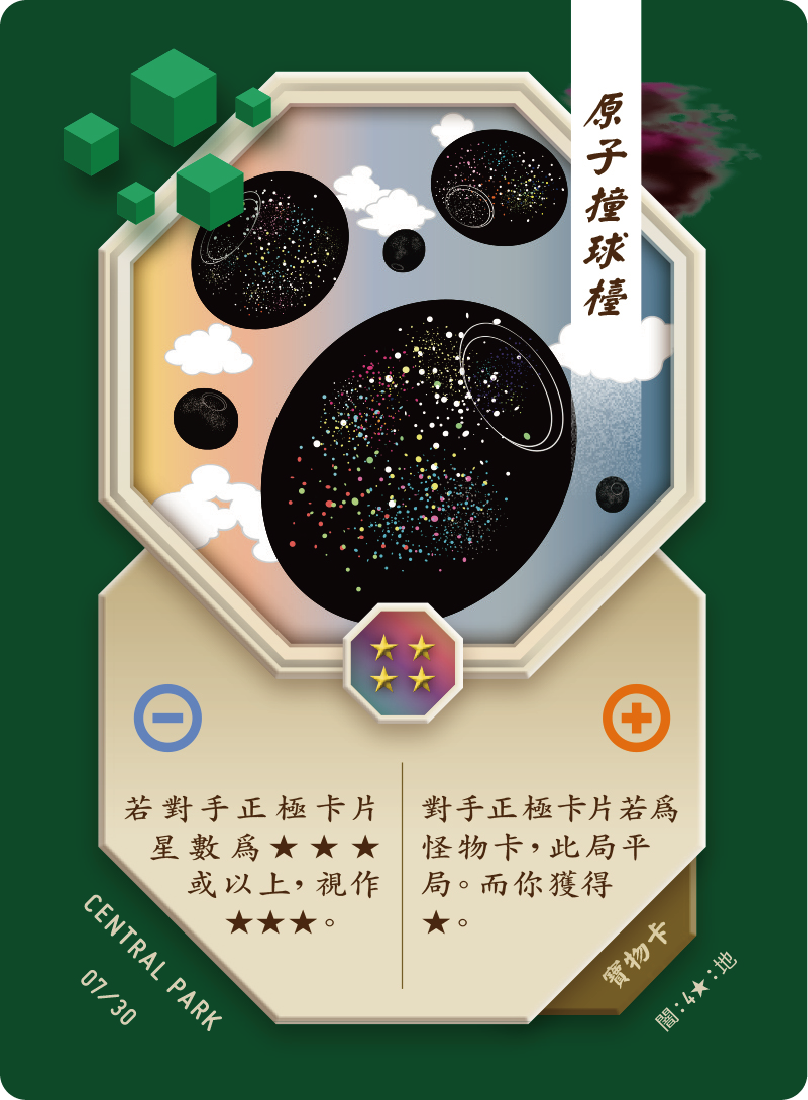 原子撞球檯
若對手正極卡片
星數爲★★★
或以上，視作
★★★。
對手正極卡片若爲
怪物卡，此局平
局。而你獲得
★。
CENTRAL PARK
07/30
寶物卡
闇:4★:地